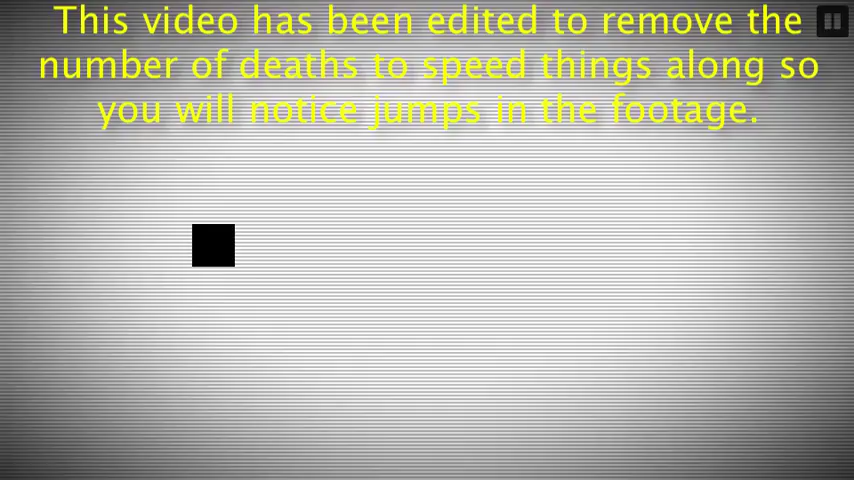 This video has been edited to remove the
number of deaths to speed things along so
you will notice jumps in the footage.